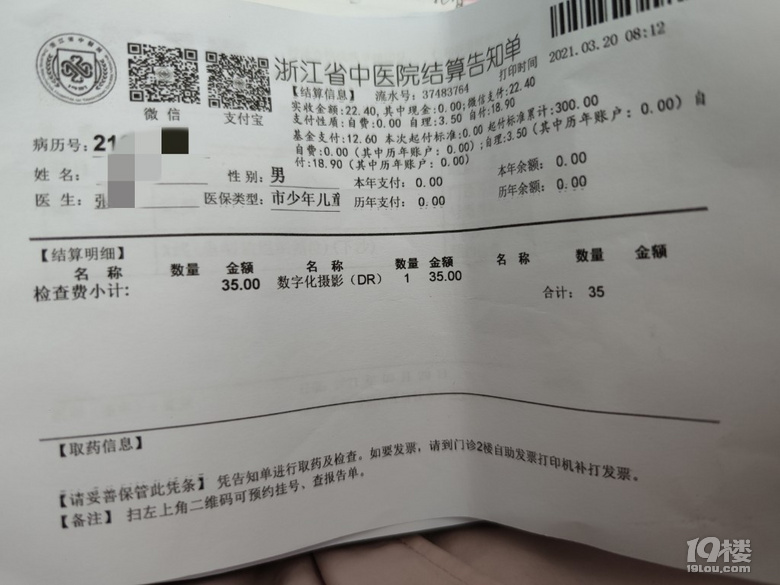 浙江省中医院结算告知单
打印时间 2021.03.20 08:12
微信
支付宝
【结算信息】 流水号：37483764
实收金额：22.40，其中现金：0.00；微信支付：22.40
支付性质：自费：0.00 自理：3.50 自付：18.90
基金支付：12.60 本次起付标准：0.00 起付标准累计：300.00
自费：0.00（其中历年账户：0.00）；自理：3.50（其中历年账户：0.00） 自
付：18.90（其中历年账户：0.00）
病历号：
姓名：
性别：男
本年支付：0.00
本年余额：0.00
医生：张
医保类型：市少年儿童
历年支付：0.00
历年余额：0.00
【结算明细】
名称 数量 金额 名称 数量 金额 名称 数量 金额
检查费小计： 35.00 数字化摄影（DR） 1 35.00
合计：35
【取药信息】
【请妥善保管此凭条】 凭告知单进行取药及检查。如要发票，请到门诊2楼自助发票打印机补打发票。
【备注】 扫左上角二维码可预约挂号、查报告单。
19楼
19lou.com